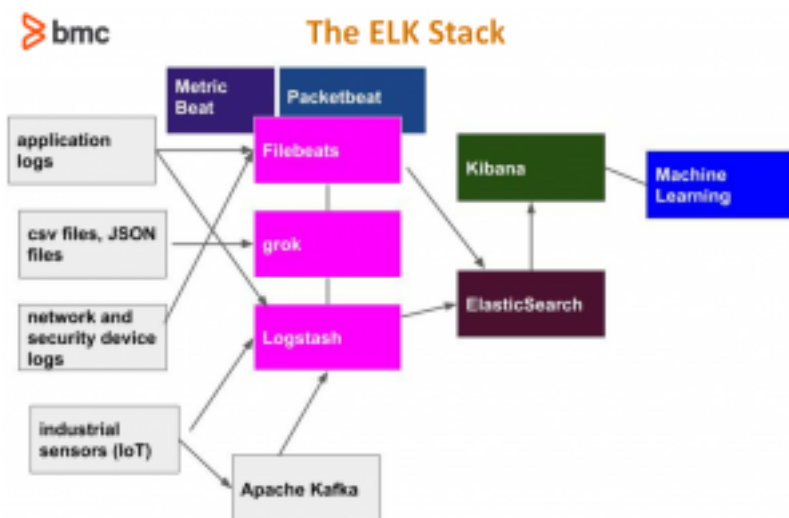 bmc
The ELK Stack
Metric
Beat
Packetbeat
application
logs
Filebeats
Kibana
Machine
Learning
csv files, JSON
files
grok
network and
security device
logs
Logstash
ElasticSearch
industrial
sensors (IoT)
Apache Kafka